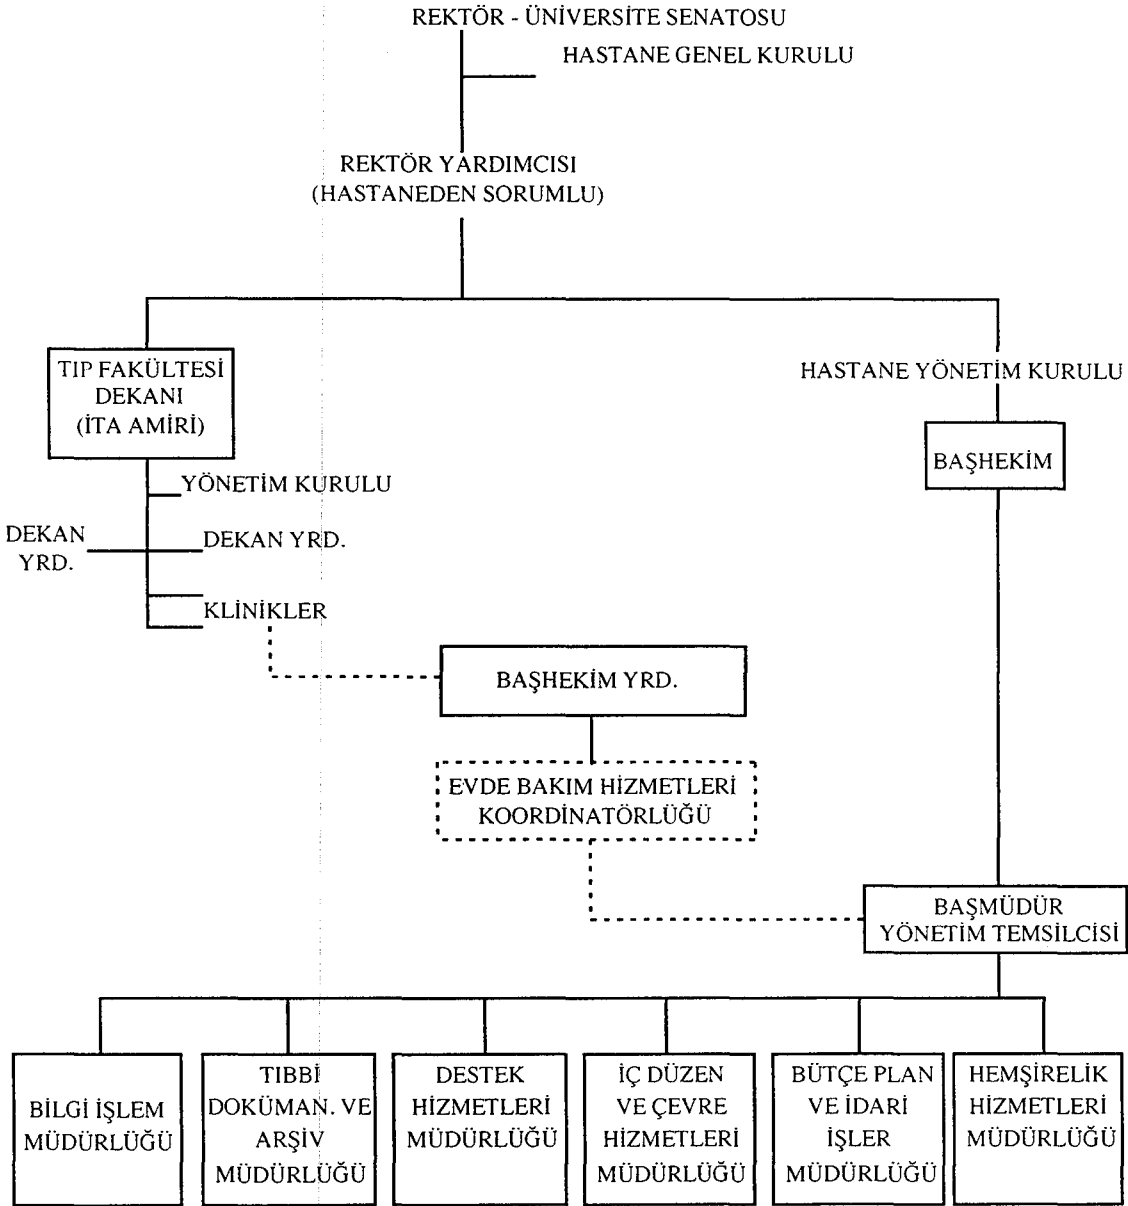 REKTÖR - ÜNİVERSİTE SENATOSU
HASTANE GENEL KURULU
REKTÖR YARDIMCISI
(HASTANEDEN SORUMLU)
TIP FAKÜLTESİ
DEKANI
(İTA AMİRİ)
HASTANE YÖNETİM KURULU
BAŞHEKİM
YÖNETİM KURULU
DEKAN
YRD.
DEKAN YRD.
KLİNİKLER
BAŞHEKİM YRD.
EVDE BAKIM HİZMETLERİ
KOORDİNATÖRLÜĞÜ
BAŞMÜDÜR
YÖNETİM TEMSİLCİSİ
BİLGİ İŞLEM
MÜDÜRLÜĞÜ
TIBBİ
DOKÜMAN. VE
ARŞİV
MÜDÜRLÜĞÜ
DESTEK
HİZMETLERİ
MÜDÜRLÜĞÜ
İÇ DÜZEN
VE ÇEVRE
HİZMETLERİ
MÜDÜRLÜĞÜ
BÜTÇE PLAN
VE İDARİ
İŞLER
MÜDÜRLÜĞÜ
HEMŞİRELİK
HİZMETLERİ
MÜDÜRLÜĞÜ